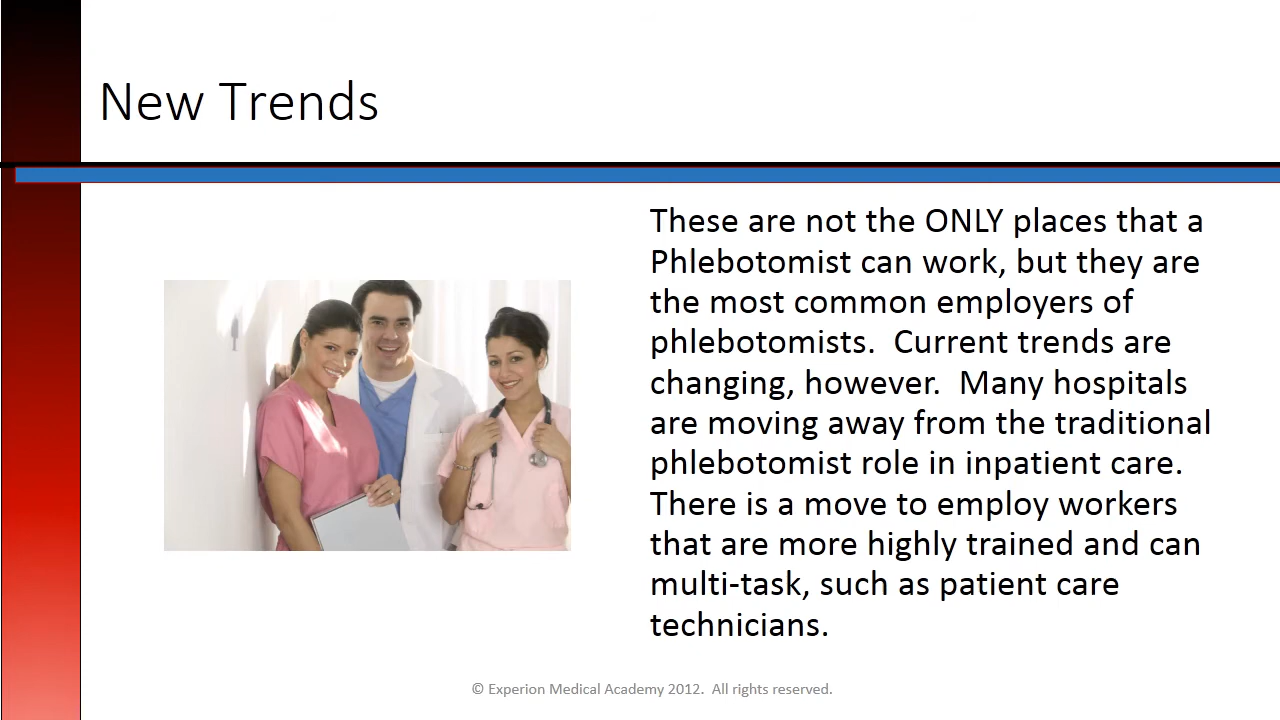 New Trends
These are not the ONLY places that a
Phlebotomist can work, but they are
the most common employers of
phlebotomists.  Current trends are
changing, however.  Many hospitals
are moving away from the traditional
phlebotomist role in inpatient care.
There is a move to employ workers
that are more highly trained and can
multi-task, such as patient care
technicians.
© Experion Medical Academy 2012.  All rights reserved.